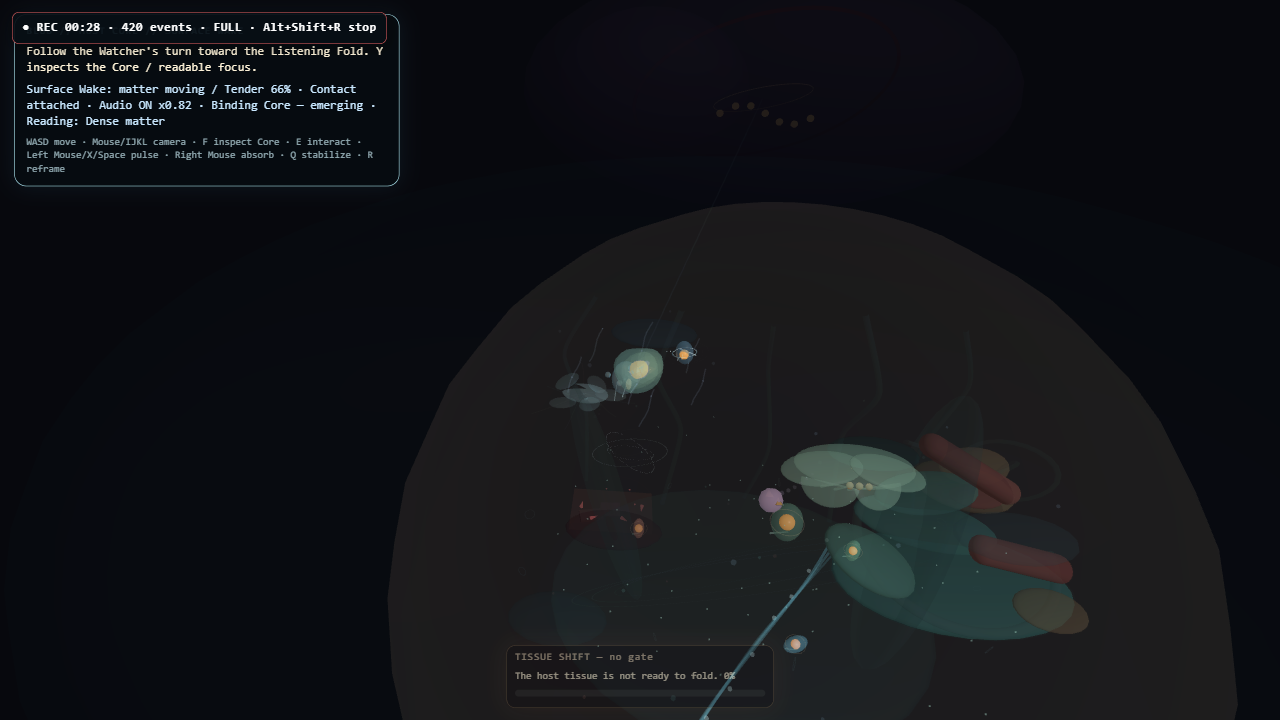 ● REC 00:28 · 420 events · FULL · Alt+Shift+R stop
Follow the Watcher's turn toward the Listening Fold. Y
inspects the Core / readable focus.
Surface Wake: matter moving / Tender 66% · Contact
attached · Audio ON x0.82 · Binding Core — emerging ·
Reading: Dense matter
WASD move · Mouse/IJKL camera · F inspect Core · E interact ·
Left Mouse/X/Space pulse · Right Mouse absorb · Q stabilize · R
reframe
TISSUE SHIFT — no gate
The host tissue is not ready to fold. 0%